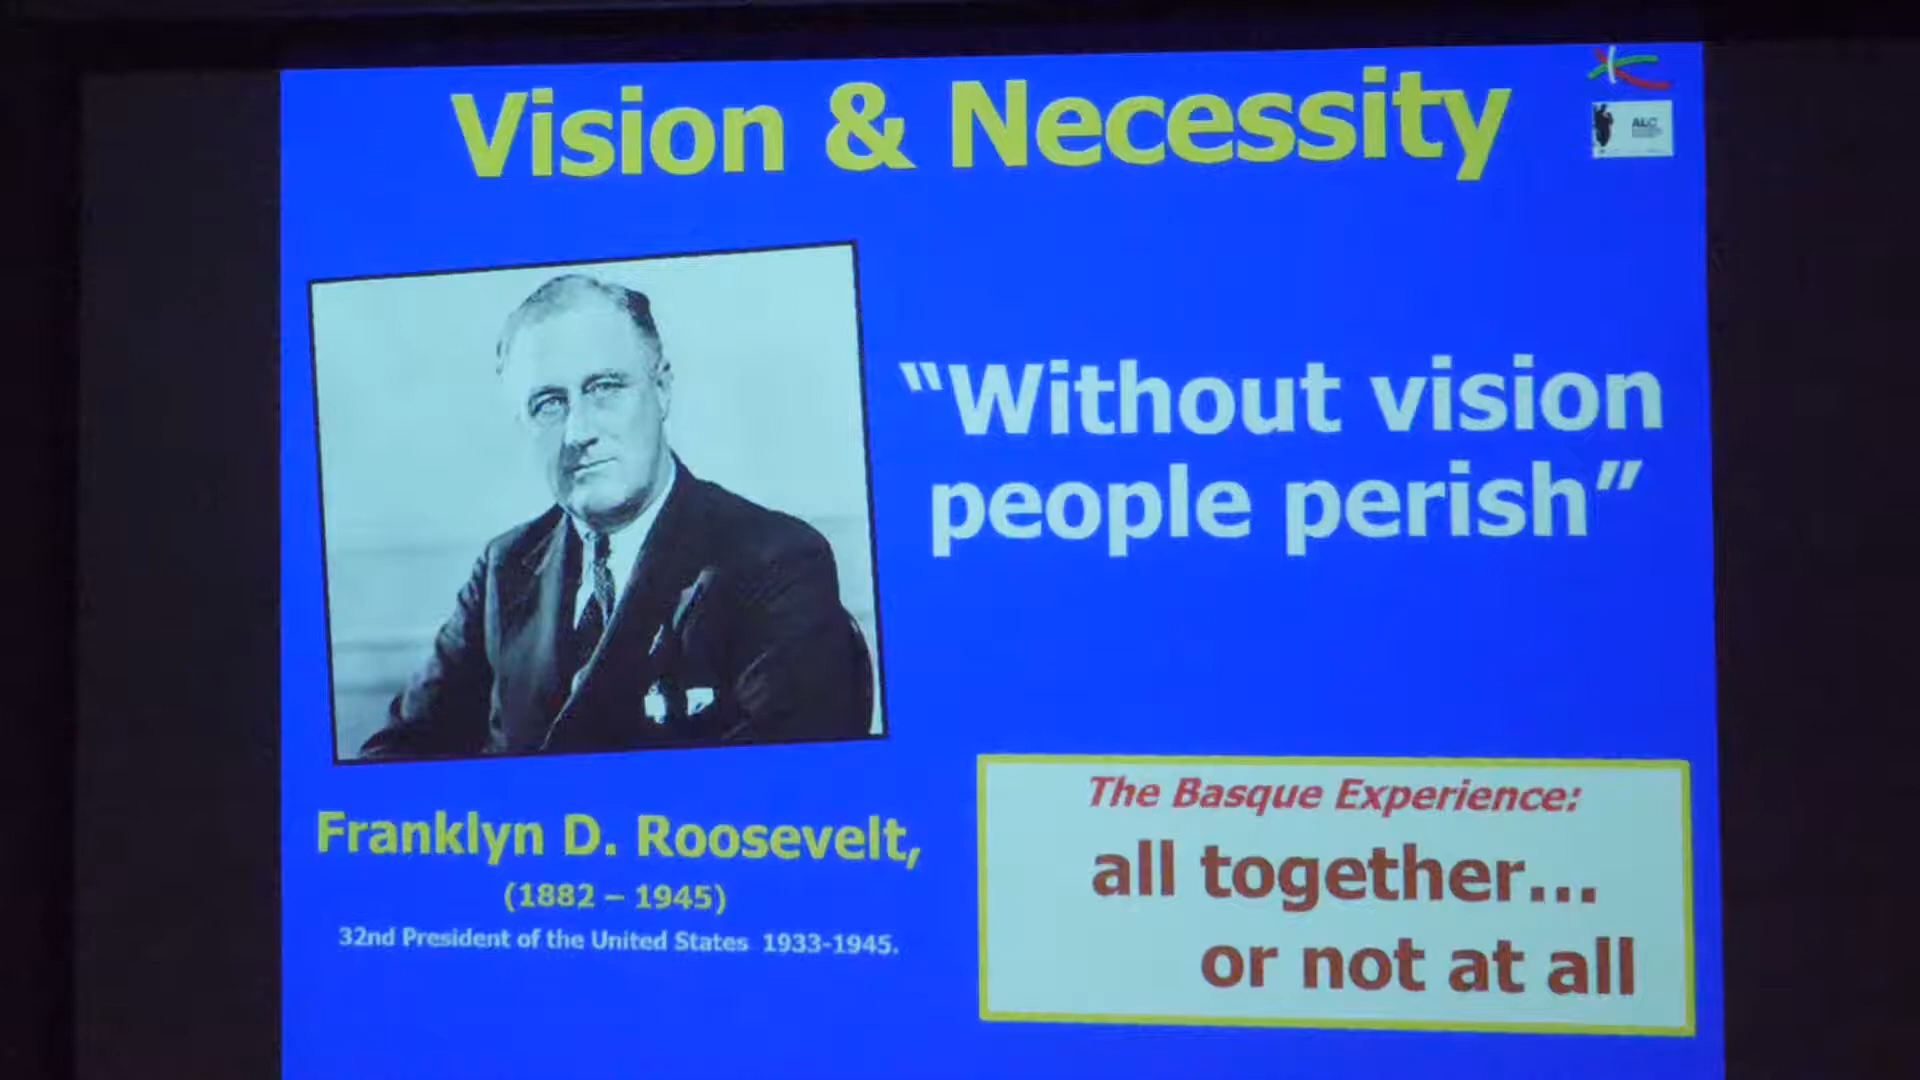 Vision & Necessity
ALC
“Without vision
people perish”
Franklyn D. Roosevelt,
(1882 – 1945)
32nd President of the United States 1933-1945.
The Basque Experience:
all together...
or not at all